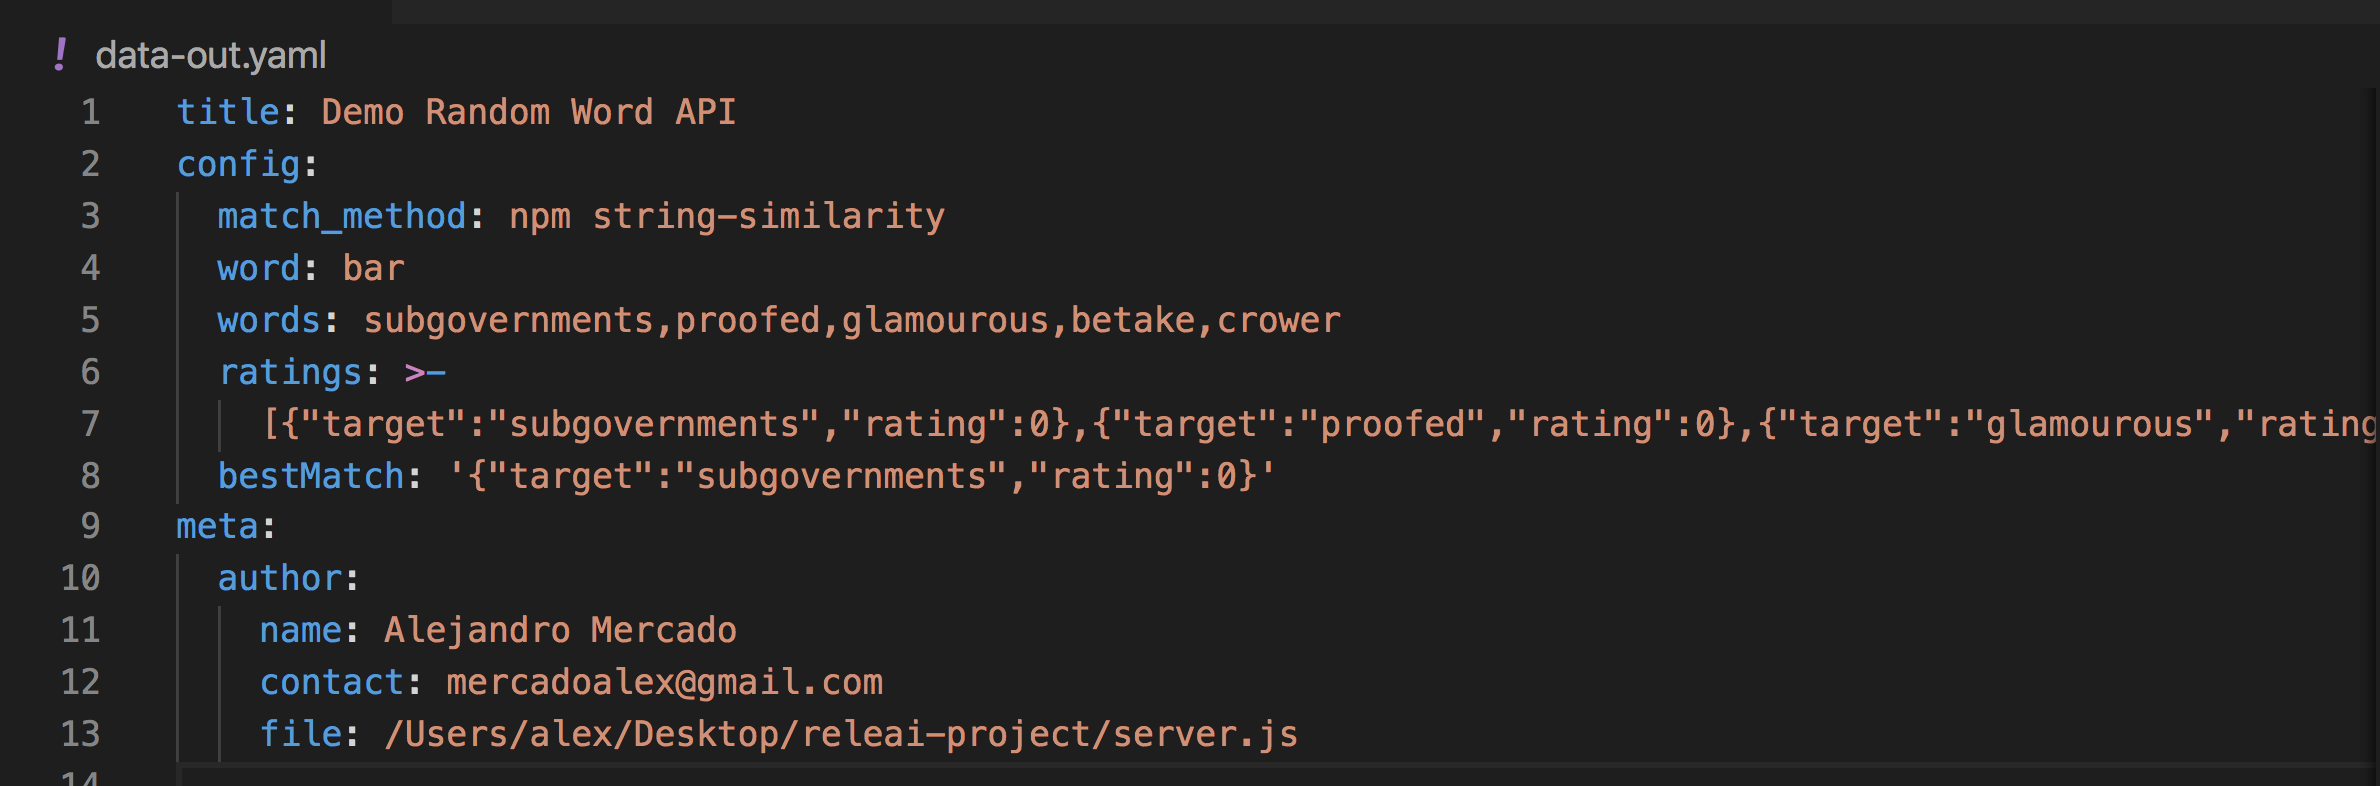 ! data-out.yaml
1 title: Demo Random Word API
2 config:
3 match_method: npm string-similarity
4 word: bar
5 words: subgovernments,proofed,glamourous,betake,crower
6 ratings: >-
7 [{"target":"subgovernments","rating":0},{"target":"proofed","rating":0},{"target":"glamourous","rating
8 bestMatch: '{"target":"subgovernments","rating":0}'
9 meta:
10 author:
11 name: Alejandro Mercado
12 contact: mercadoalex@gmail.com
13 file: /Users/alex/Desktop/releai-project/server.js
14